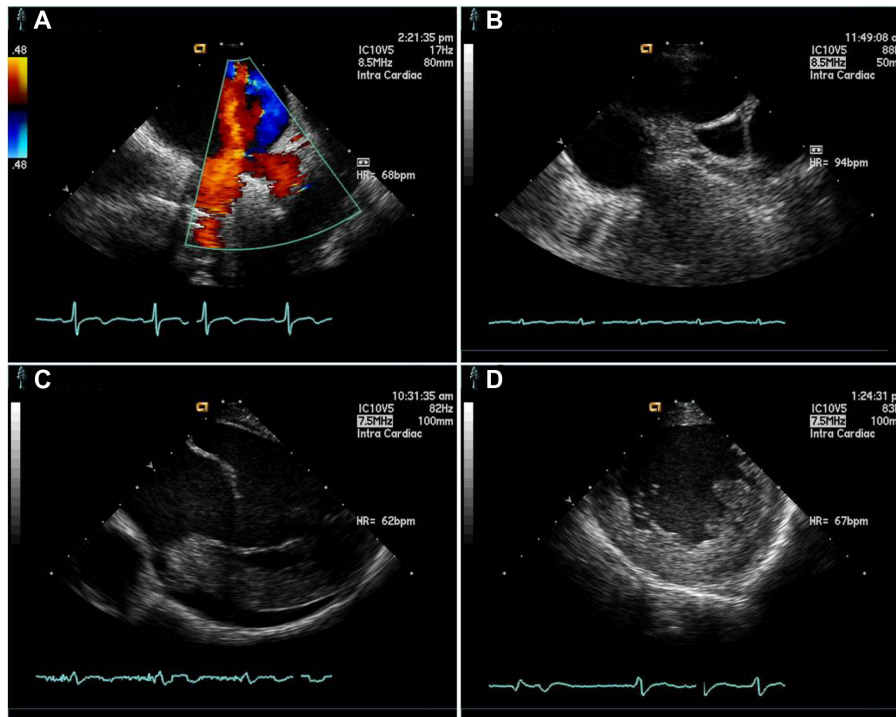 A
2:21:35 pm
IC10V5 17Hz
8.5MHz 80mm
Intra Cardiac
.48
.48
HR= 68bpm
B
11:49:08
IC10V5
8.5MHz
Intra Cardiac
HR= 94bpm
C
10:31:35 am
IC10V5 82Hz
7.5MHz 100mm
Intra Cardiac
HR= 62bpm
D
1:24:31
IC10V5
7.5MHz
Intra Cardiac
HR= 67bpm